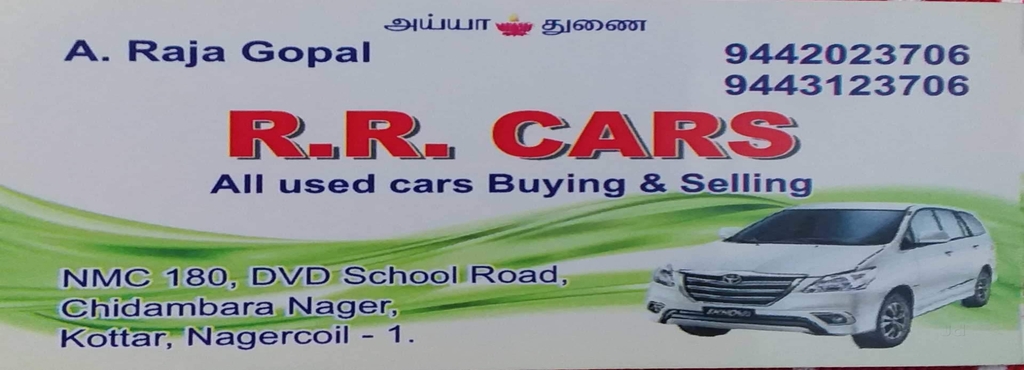 அய்யா துணை
A. Raja Gopal
9442023706
9443123706
R.R. CARS
All used cars Buying & Selling
NMC 180, DVD School Road,
Chidambara Nager,
Kottar, Nagercoil - 1.
INNOVA